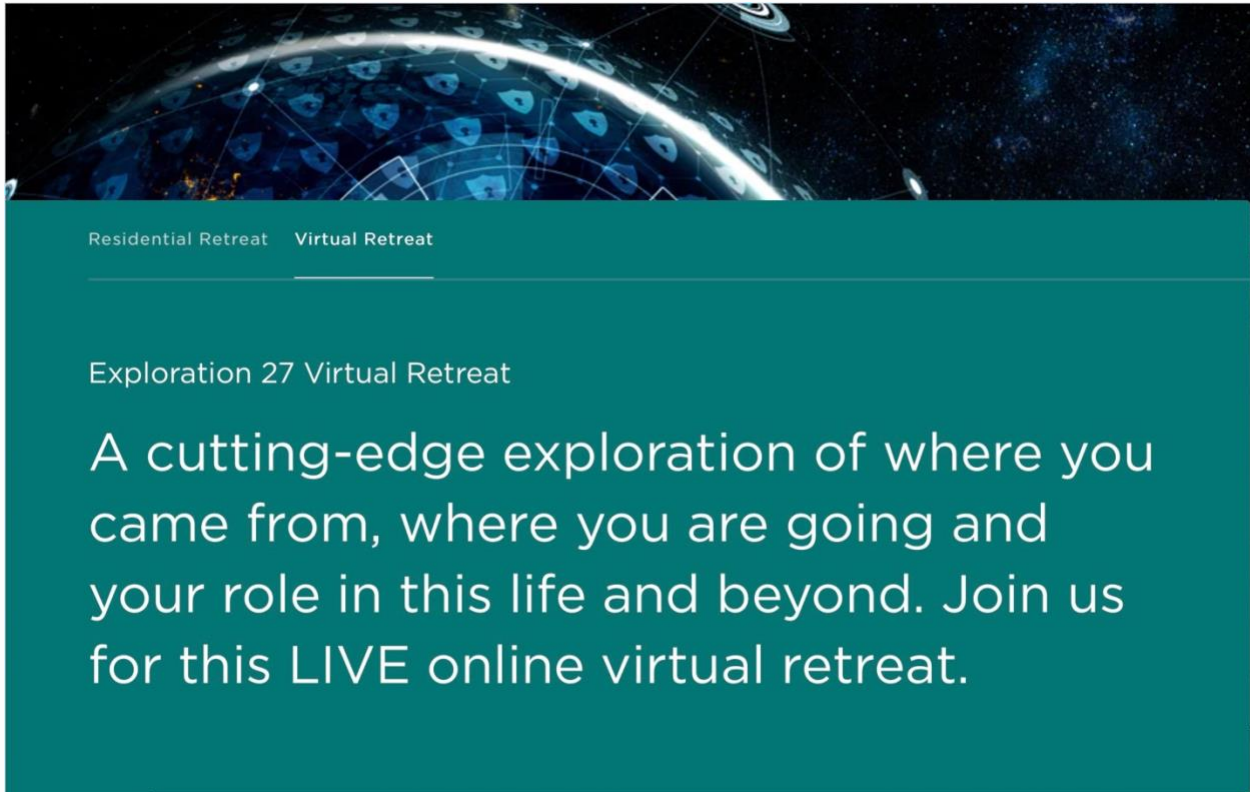 Residential Retreat Virtual Retreat
Exploration 27 Virtual Retreat
A cutting-edge exploration of where you
came from, where you are going and
your role in this life and beyond. Join us
for this LIVE online virtual retreat.